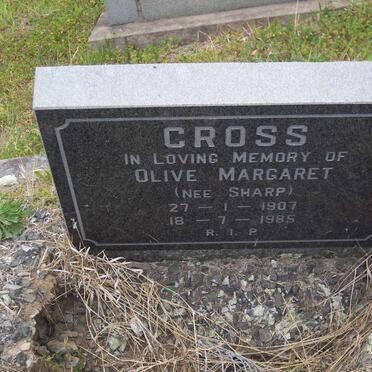 CROSS
IN LOVING MEMORY OF
OLIVE MARGARET
(NEE SHARP)
27 - 1 - 1907
18 - 7 - 1985
R. I. P.